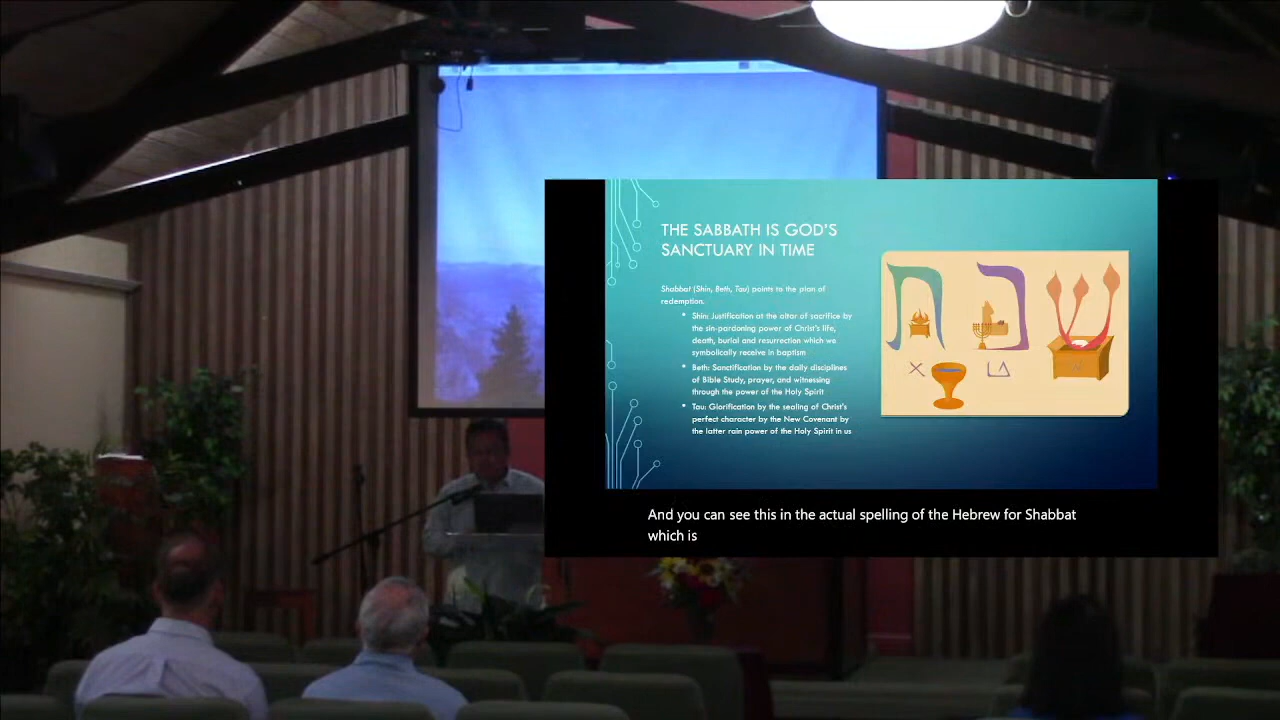 THE SABBATH IS GOD'S
SANCTUARY IN TIME
Shabbat (Shin, Beth, Tav) points to the plan of
redemption.
• Shin: Justification at the altar of sacrifice by
the sin-pardoning power of Christ's life,
death, burial and resurrection which we
symbolically receive in baptism
• Beth: Sanctification by the daily disciplines
of Bible Study, prayer, and witnessing
through the power of the Holy Spirit
• Tav: Glorification by the sealing of Christ's
perfect character by the New Covenant by
the latter rain power of the Holy Spirit in us
שבת
And you can see this in the actual spelling of the Hebrew for Shabbat
which is